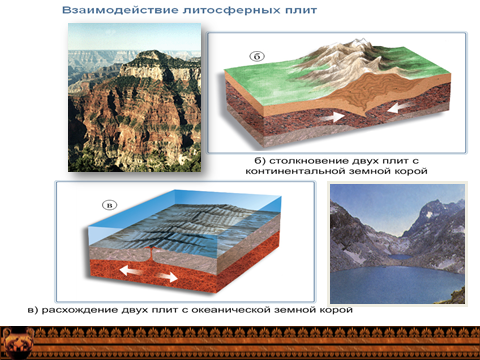 Взаимодействие литосферных плит
б
б) столкновение двух плит с
континентальной земной корой
в
в) расхождение двух плит с океанической земной корой